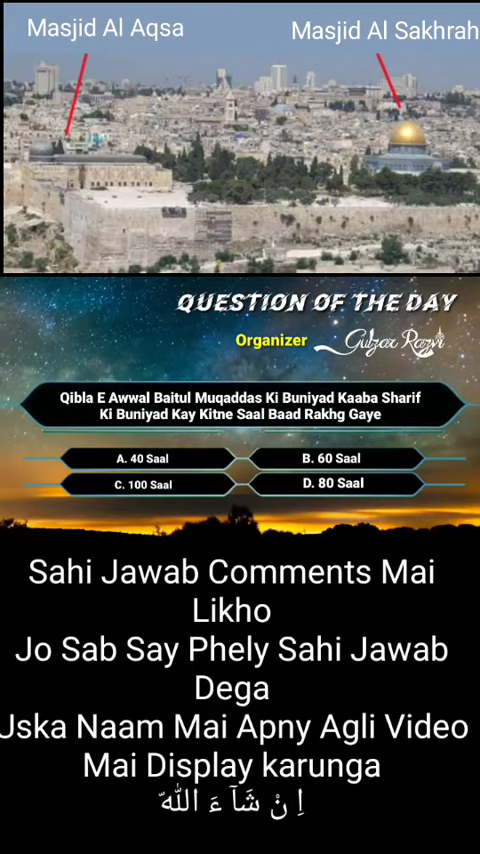 Masjid Al Aqsa
Masjid Al Sakhrah
QUESTION OF THE DAY
Organizer Gulzar Razvi
Qibla E Awwal Baitul Muqaddas Ki Buniyad Kaaba Sharif
Ki Buniyad Kay Kitne Saal Baad Rakhg Gaye
A. 40 Saal
B. 60 Saal
C. 100 Saal
D. 80 Saal
Sahi Jawab Comments Mai
Likho
Jo Sab Say Phely Sahi Jawab
Dega
Uska Naam Mai Apny Agli Video
Mai Display karunga
اِ نْ شَآ ءَ اللّٰهّ